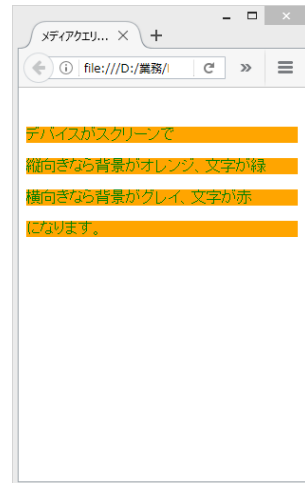 メディアクエリ...
file:///D:/業務/
デバイスがスクリーンで
縦向きなら背景がオレンジ、文字が緑
横向きなら背景がグレイ、文字が赤
になります。